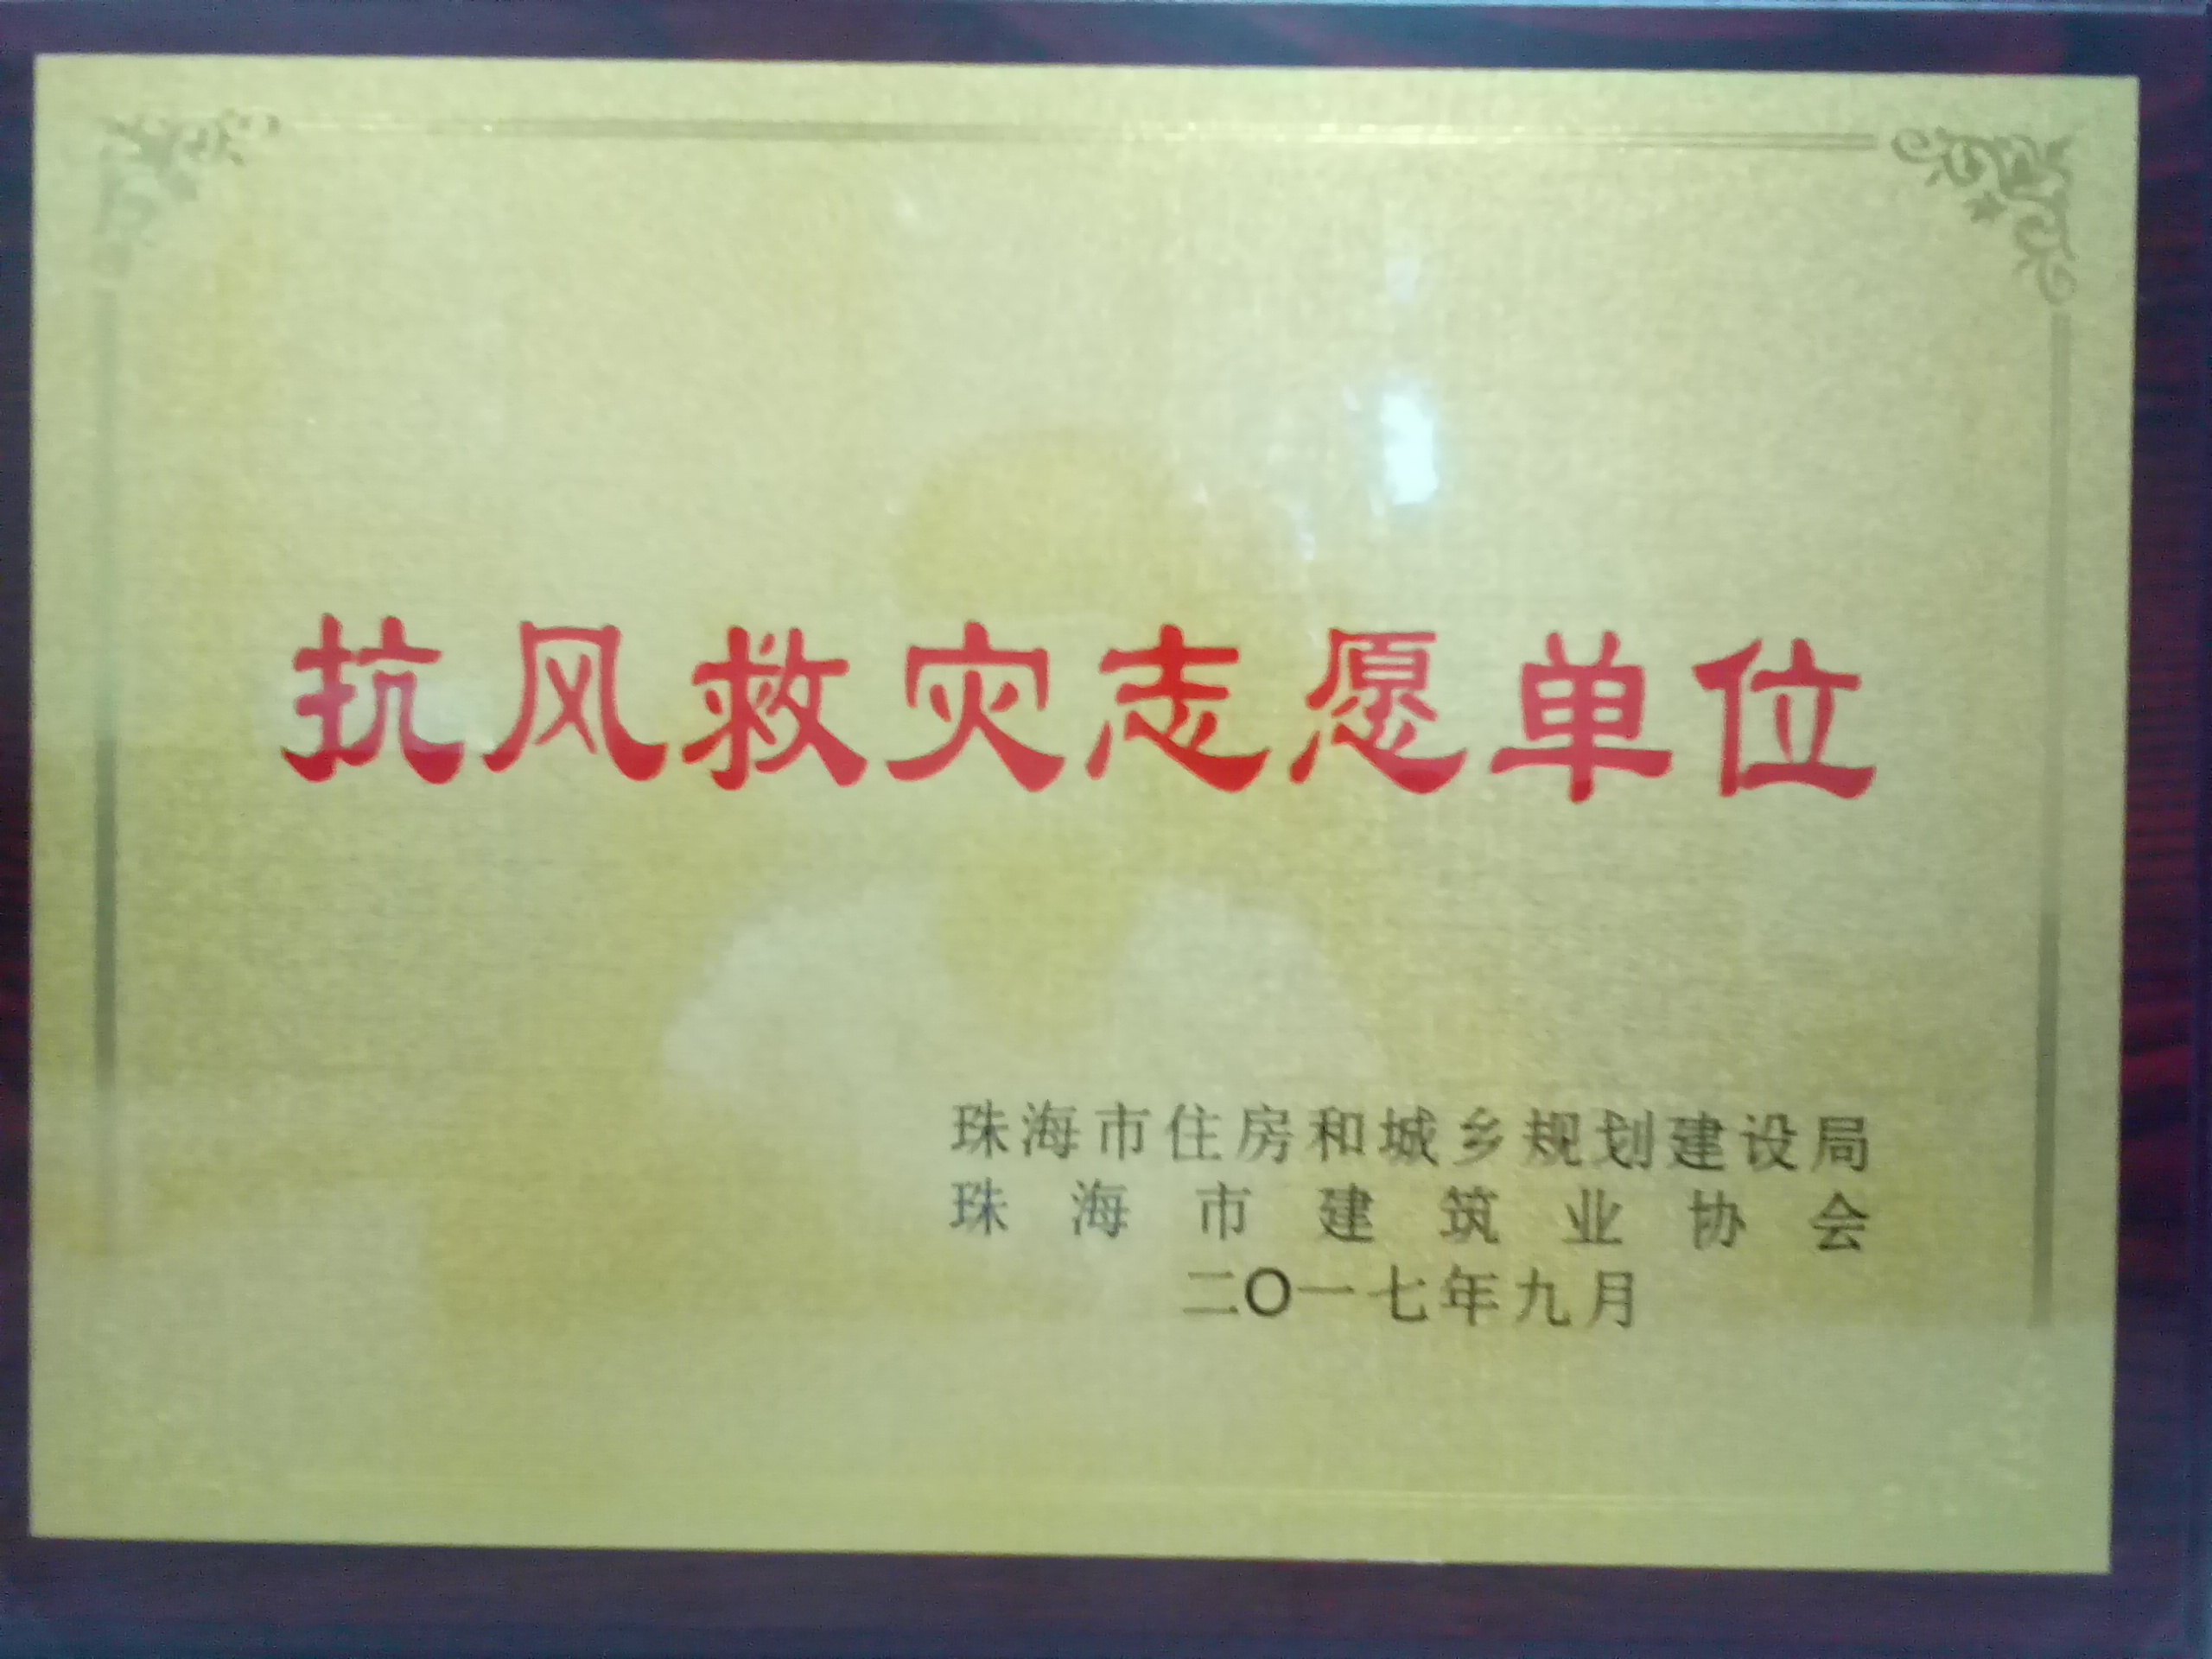 抗风救灾志愿单位
珠海市住房和城乡规划建设局
珠海市建筑业协会
二〇一七年九月